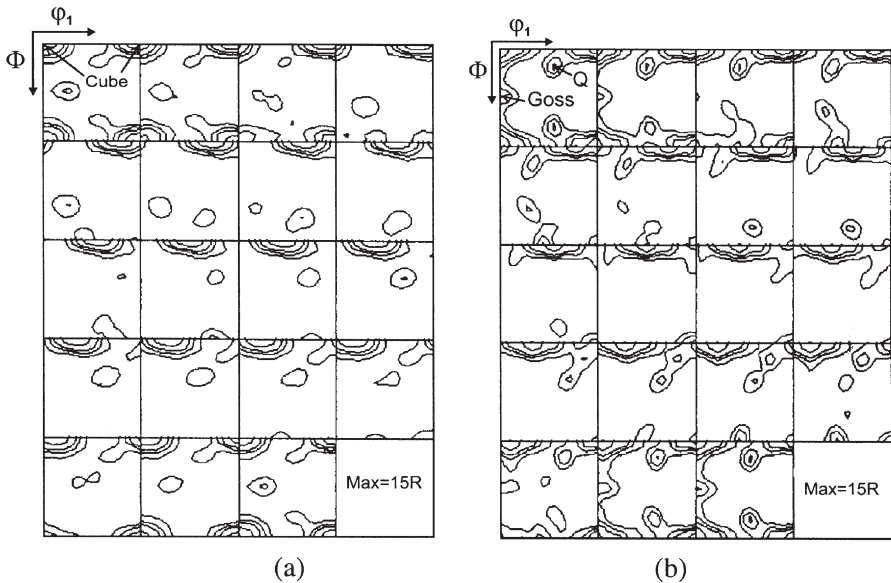 φ₁
Φ
Cube
Max=15R
(a)
φ₁
Φ
Q
Goss
Max=15R
(b)